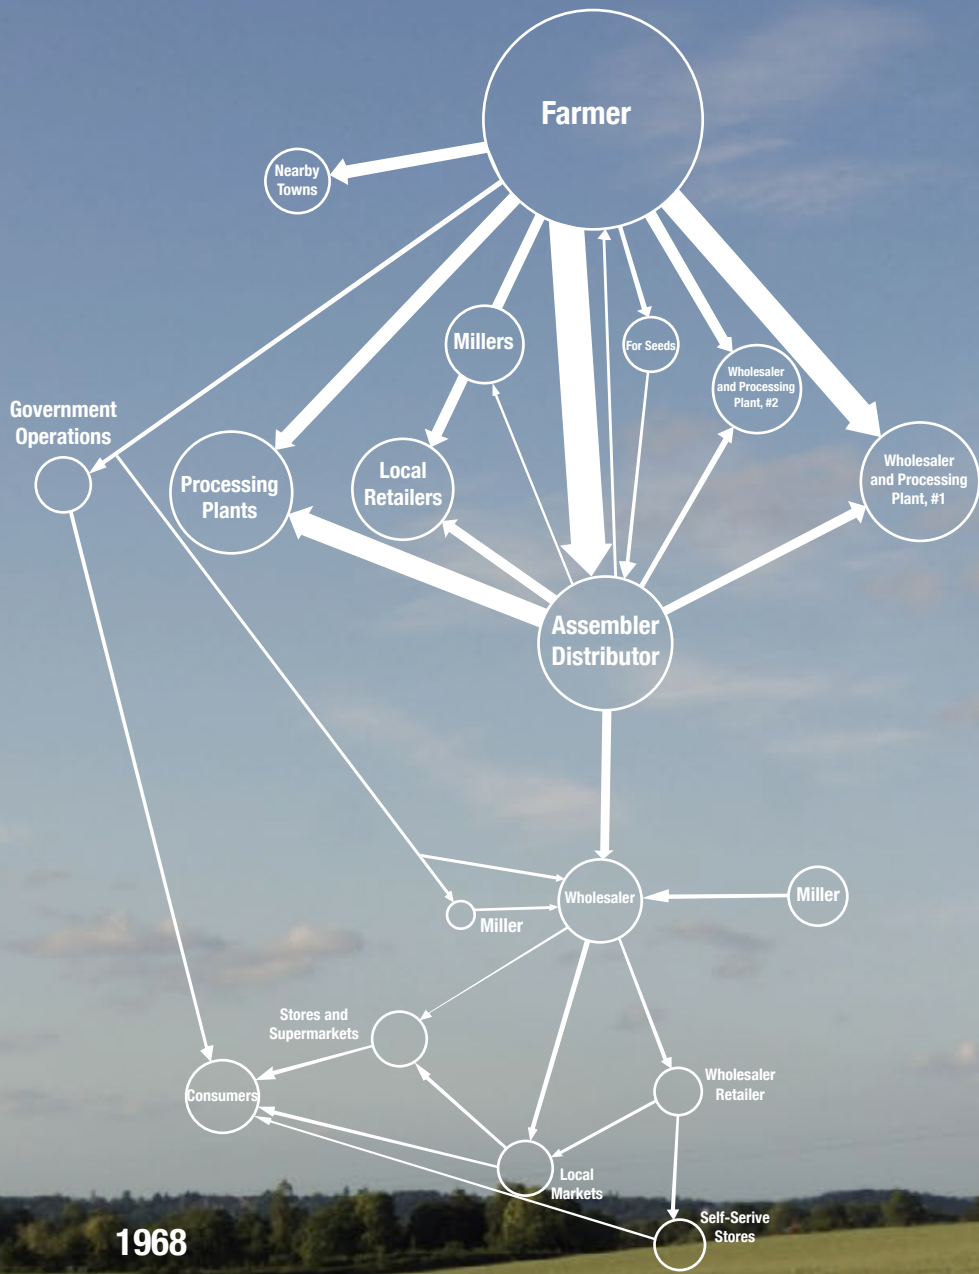 Farmer
Nearby
Towns
Millers
For Seeds
Wholesaler
and Processing
Plant, #2
Government
Operations
Processing
Plants
Local
Retailers
Wholesaler
and Processing
Plant, #1
Assembler
Distributor
Wholesaler
Miller
Miller
Stores and
Supermarkets
Consumers
Wholesaler
Retailer
Local
Markets
Self-Serive
Stores
1968